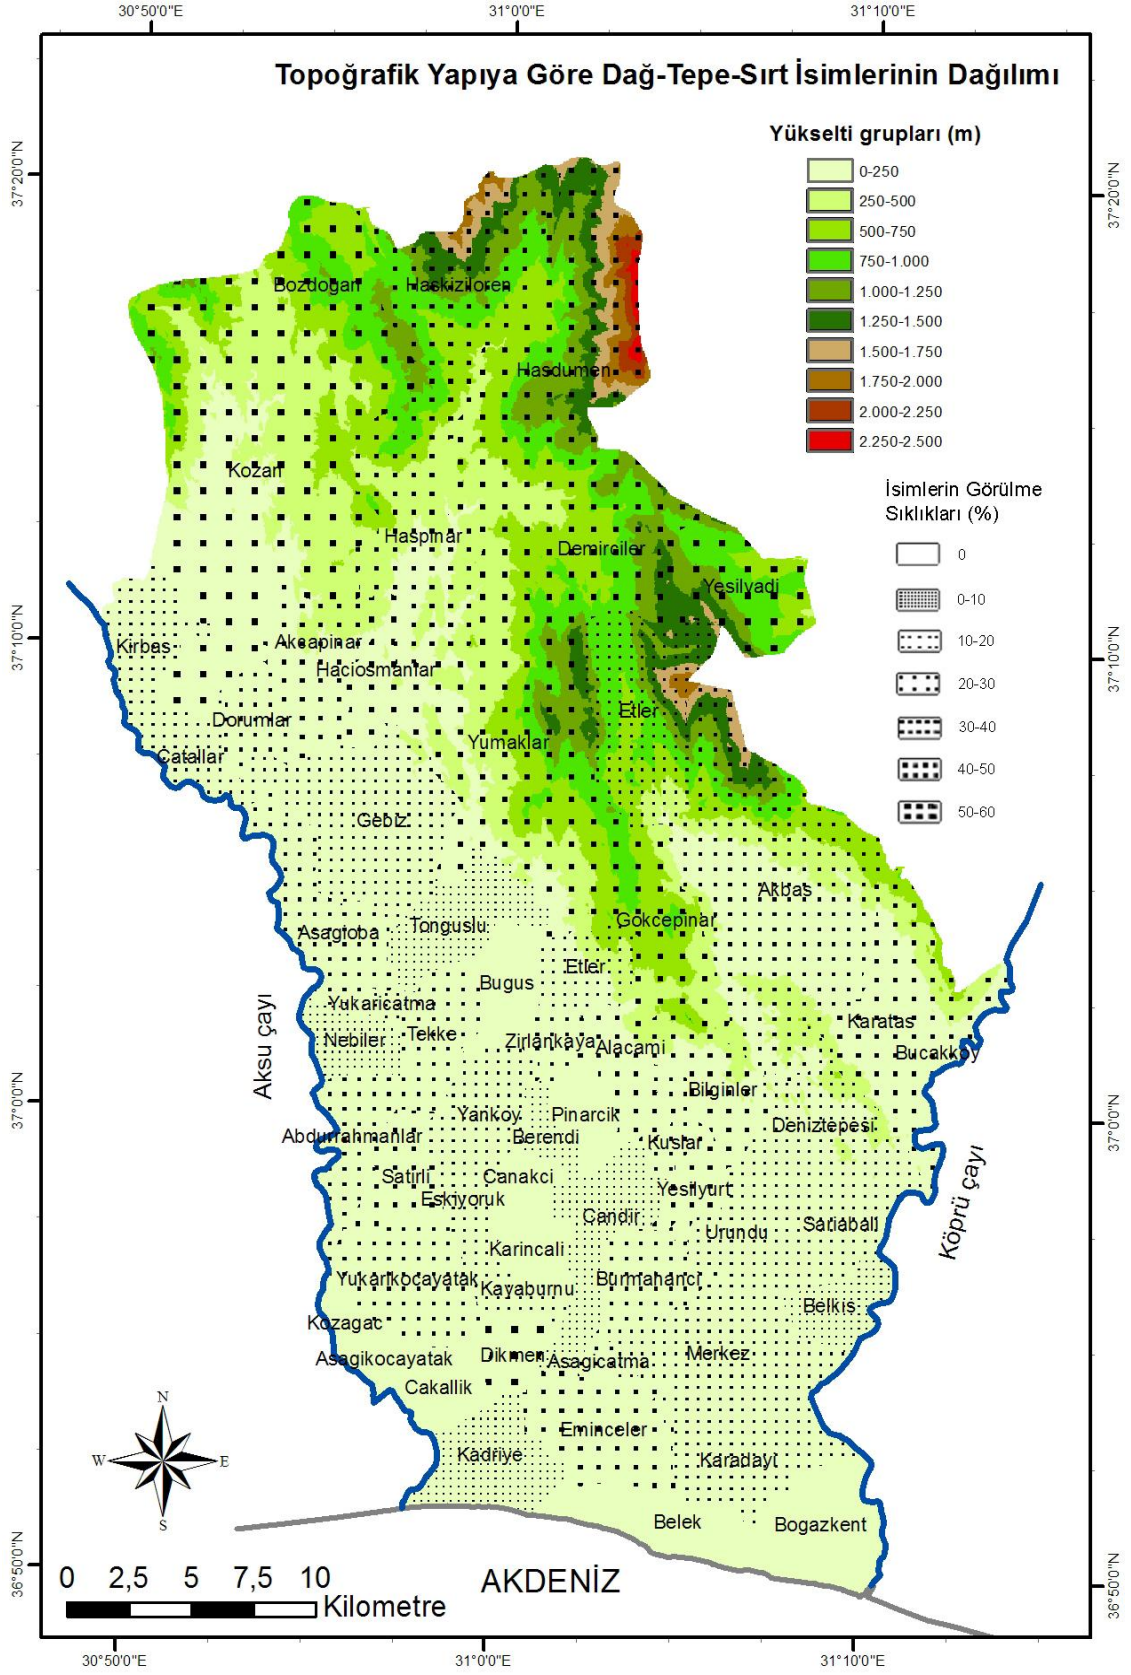 30°50'0"E
31°0'0"E
31°10'0"E
Topoğrafik Yapıya Göre Dağ-Tepe-Sırt İsimlerinin Dağılımı
Yükselti grupları (m)
0-250
250-500
500-750
750-1.000
1.000-1.250
1.250-1.500
1.500-1.750
1.750-2.000
2.000-2.250
2.250-2.500
İsimlerin Görülme
Sıklıkları (%)
0
0-10
10-20
20-30
30-40
40-50
50-60
37°20'0"N
37°20'0"N
37°10'0"N
37°10'0"N
37°0'0"N
37°0'0"N
36°50'0"N
36°50'0"N
Bozdogan
Haskiziloren
Hasdumen
Kozan
Haspinar
Demirciler
Yesilvadi
Kirbas
Akcapinar
Haciosmanlar
Dorumlar
Etler
Yumaklar
Catallar
Gebiz
Akbas
Gokcepinar
Tonguslu
Asagioba
Etler
Bugus
Yukaricatma
Karatas
Nebiler
Tekke
Zirlankaya
Alacami
Bucakkoy
Aksu çayı
Bilginler
Yankoy
Pinarcik
Deniztepesi
Abdurrahmanlar
Berendi
Kuslar
Satirli
Canakci
Yesilyurt
Eskiyoruk
Candir
Urundu
Sariabali
Köprü çayı
Karincali
Yukarikocayatak
Kayaburnu
Burmahanci
Belkis
Kozagac
Asagikocayatak
Dikmen
Asagicatma
Merkez
Cakallik
Eminceler
Kadriye
Karadayi
Belek
Bogazkent
N
W
E
S
0
2,5
5
7,5
10
Kilometre
AKDENİZ
30°50'0"E
31°0'0"E
31°10'0"E